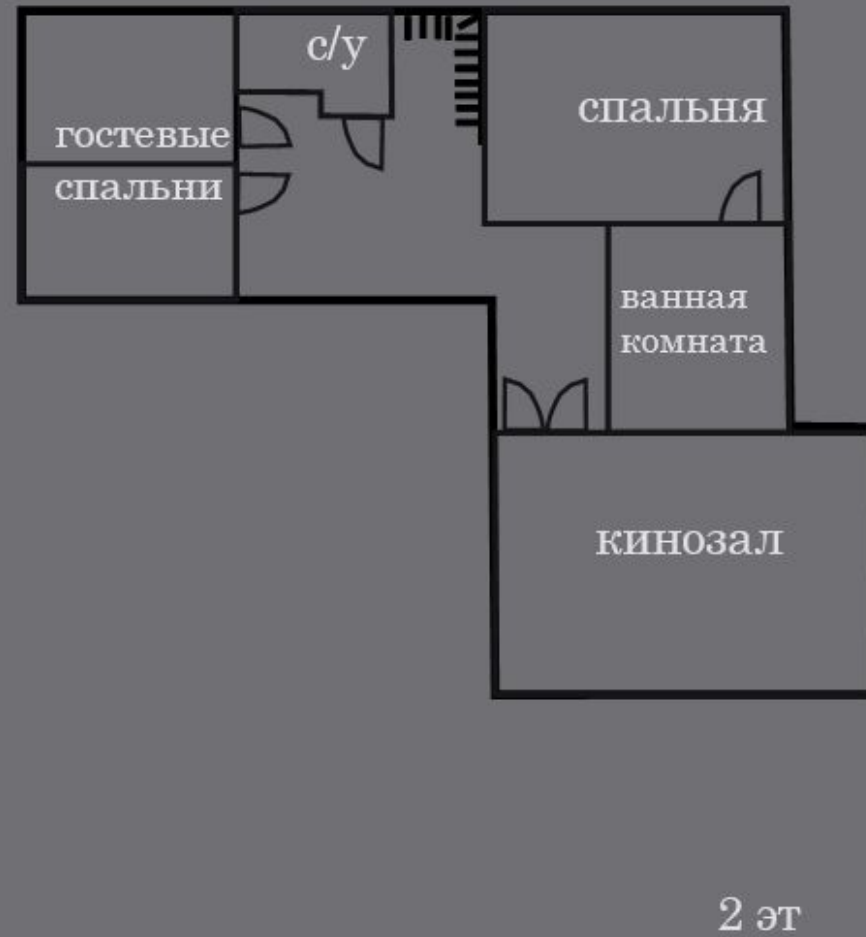 с/у
спальня
гостевые
спальни
ванная
комната
кинозал
2 эт